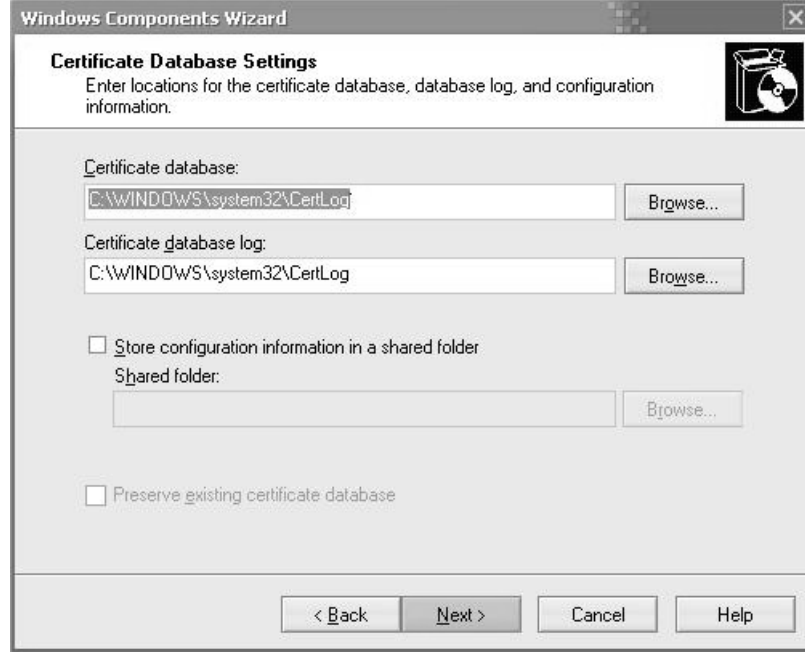 Windows Components Wizard
Certificate Database Settings
Enter locations for the certificate database, database log, and configuration
information.
Certificate database:
C:\WINDOWS\system32\CertLog
Browse...
Certificate database log:
C:\WINDOWS\system32\CertLog
Browse...
Store configuration information in a shared folder
Shared folder:
Browse...
Preserve existing certificate database
< Back
Next >
Cancel
Help